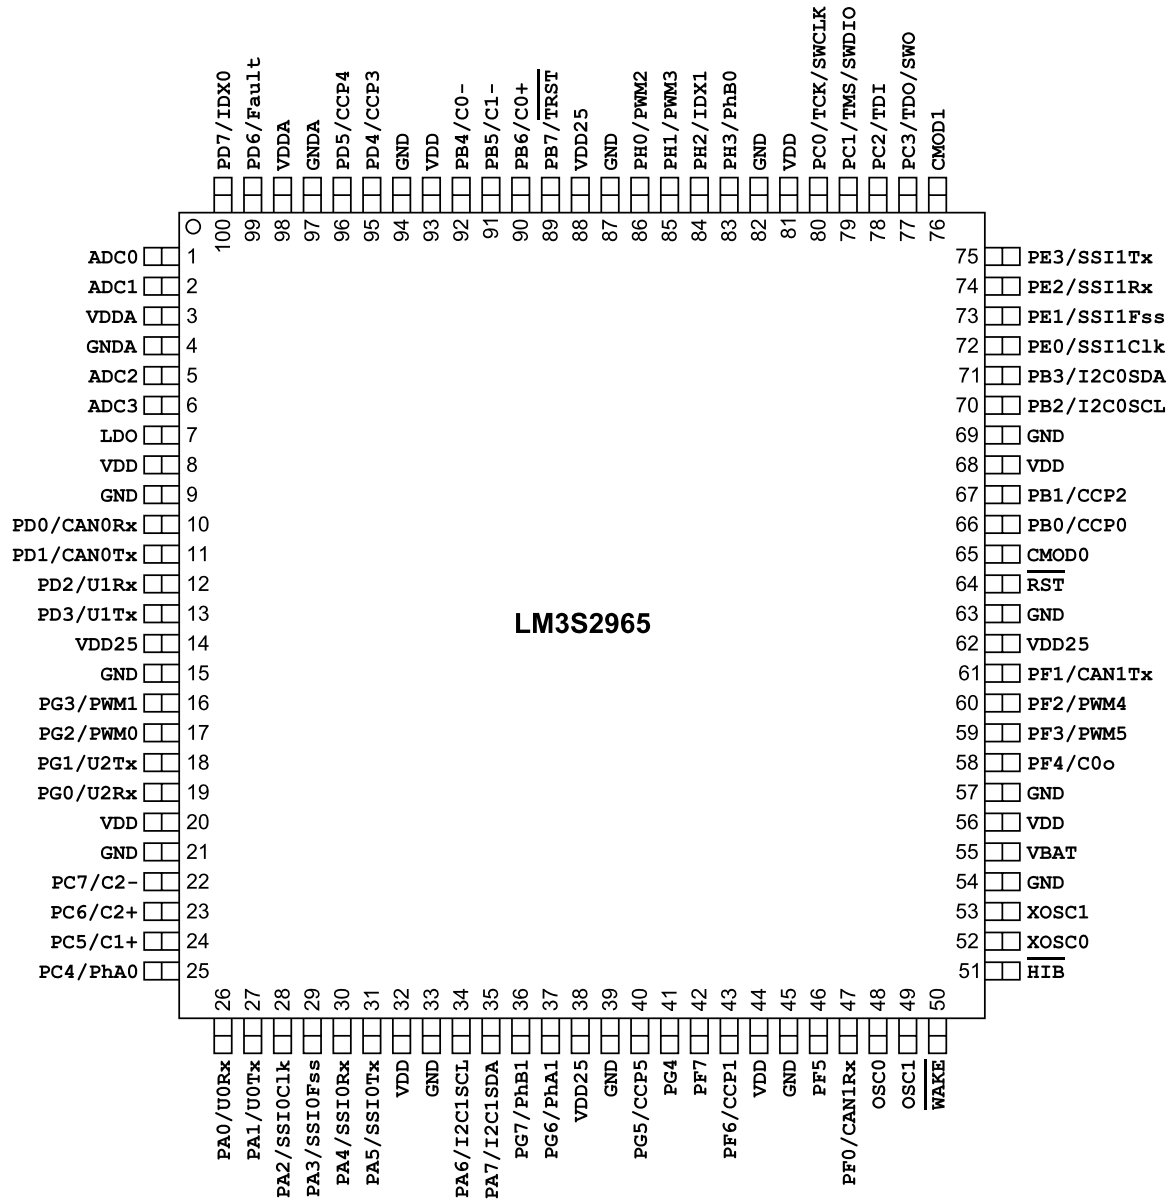 PD7/IDX0
PD6/Fault
VDDA
GNDA
PD5/CCP4
PD4/CCP3
GND
VDD
PB4/C0-
PB5/C1-
PB6/C0+
PB7/TRST
VDD25
GND
PH0/PWM2
PH1/PWM3
PH2/IDX1
PH3/PhB0
GND
VDD
PC0/TCK/SWCLK
PC1/TMS/SWDIO
PC2/TDI
PC3/TDO/SWO
CMOD1
100
99
98
97
96
95
94
93
92
91
90
89
88
87
86
85
84
83
82
81
80
79
78
77
76
ADC0 1
ADC1 2
VDDA 3
GNDA 4
ADC2 5
ADC3 6
LDO 7
VDD 8
GND 9
PD0/CAN0Rx 10
PD1/CAN0Tx 11
PD2/U1Rx 12
PD3/U1Tx 13
VDD25 14
GND 15
PG3/PWM1 16
PG2/PWM0 17
PG1/U2Tx 18
PG0/U2Rx 19
VDD 20
GND 21
PC7/C2- 22
PC6/C2+ 23
PC5/C1+ 24
PC4/PhA0 25
LM3S2965
75 PE3/SSI1Tx
74 PE2/SSI1Rx
73 PE1/SSI1Fss
72 PE0/SSI1Clk
71 PB3/I2C0SDA
70 PB2/I2C0SCL
69 GND
68 VDD
67 PB1/CCP2
66 PB0/CCP0
65 CMOD0
64 RST
63 GND
62 VDD25
61 PF1/CAN1Tx
60 PF2/PWM4
59 PF3/PWM5
58 PF4/C0o
57 GND
56 VDD
55 VBAT
54 GND
53 XOSC1
52 XOSC0
51 HIB
26
27
28
29
30
31
32
33
34
35
36
37
38
39
40
41
42
43
44
45
46
47
48
49
50
PA0/U0Rx
PA1/U0Tx
PA2/SSI0Clk
PA3/SSI0Fss
PA4/SSI0Rx
PA5/SSI0Tx
VDD
GND
PA6/I2C1SCL
PA7/I2C1SDA
PG7/PhB1
PG6/PhA1
VDD25
GND
PG5/CCP5
PG4
PF7
PF6/CCP1
VDD
GND
PF5
PF0/CAN1Rx
OSC0
OSC1
WAKE